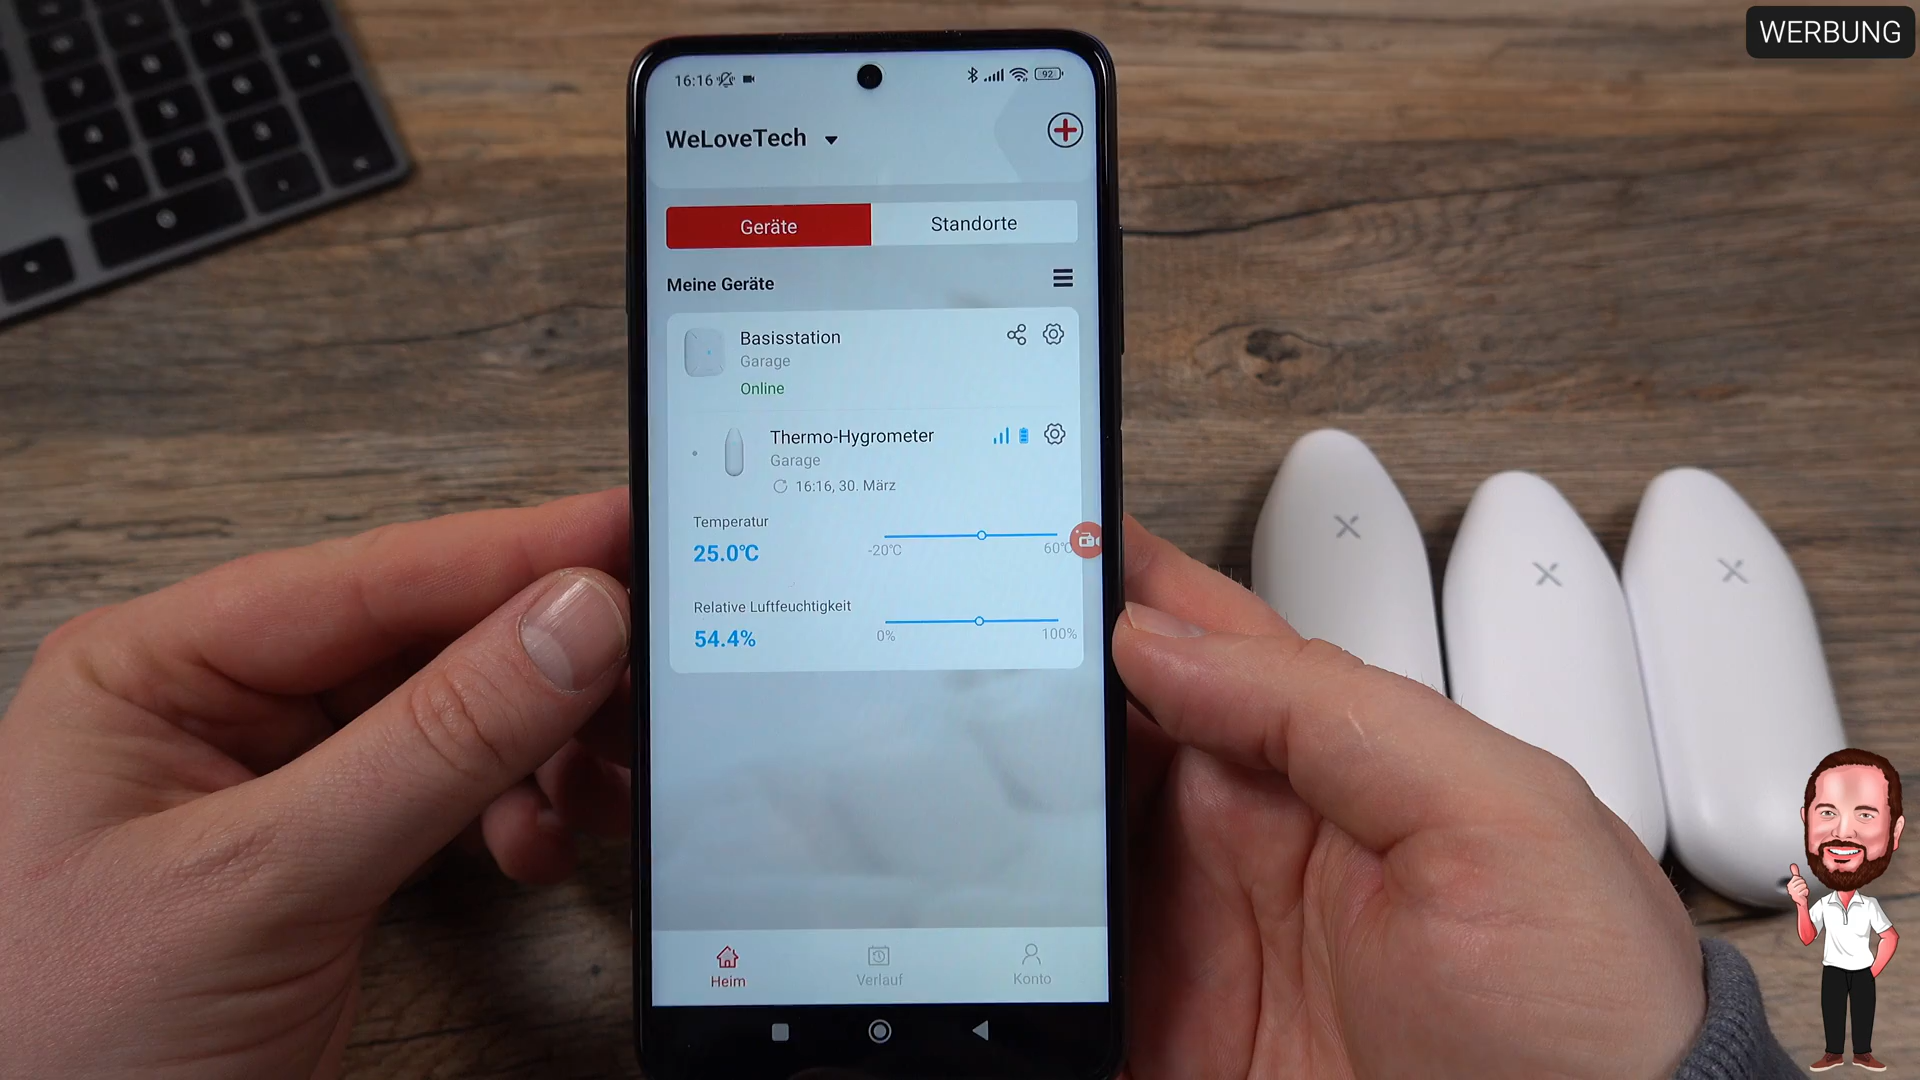 WERBUNG
16:16
92
WeLoveTech
Geräte
Standorte
Meine Geräte
Basisstation
Garage
Online
Thermo-Hygrometer
Garage
16:16, 30. März
Temperatur
25.0℃
-20℃
60℃
Relative Luftfeuchtigkeit
54.4%
0%
100%
Heim
Verlauf
Konto